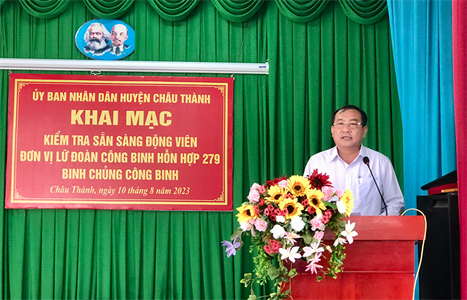 ỦY BAN NHÂN DÂN HUYỆN CHÂU THÀNH
KHAI MẠC
KIỂM TRA SẴN SÀNG ĐỘNG VIÊN
ĐƠN VỊ LỮ ĐOÀN CÔNG BINH HỖN HỢP 279
BINH CHỦNG CÔNG BINH
Châu Thành, ngày 10 tháng 8 năm 2023